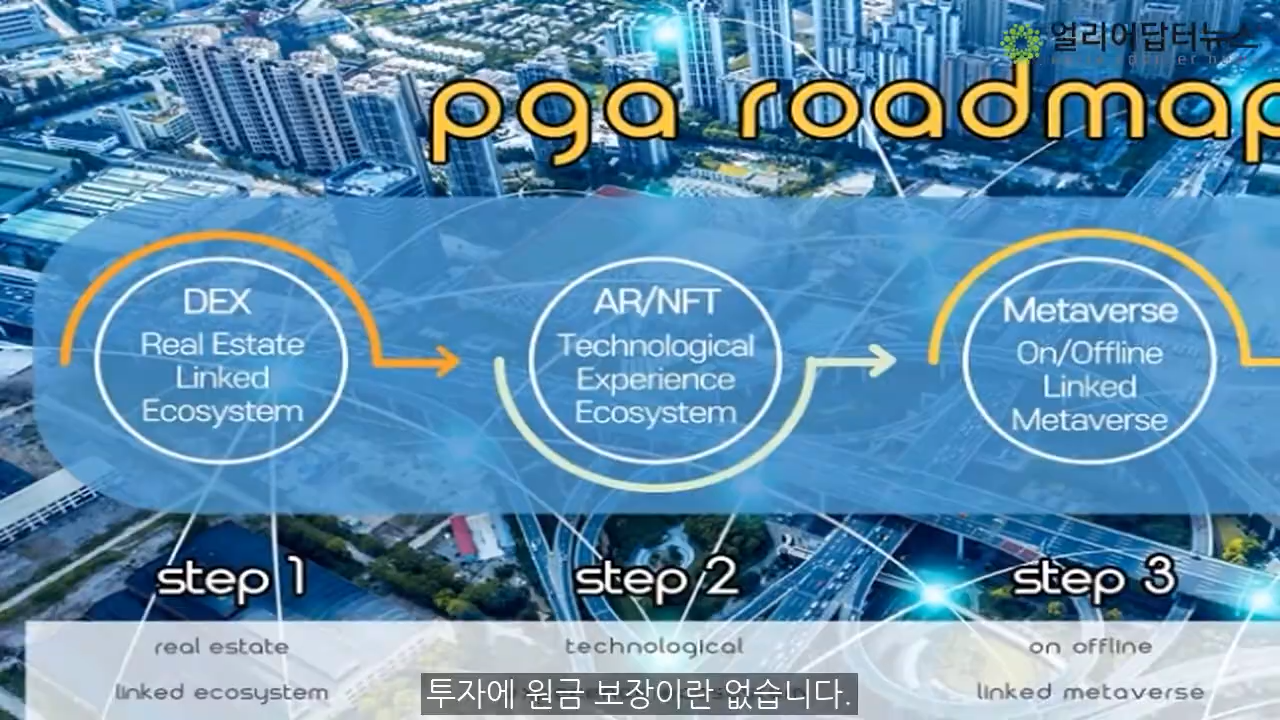 얼리어답터뉴스
pga roadmap
DEX
Real Estate
Linked
Ecosystem
AR/NFT
Technological
Experience
Ecosystem
Metaverse
On/Offline
Linked
Metaverse
step 1
step 2
step 3
real estate
linked ecosystem
technological
on offline
linked metaverse
투자에 원금 보장이란 없습니다.